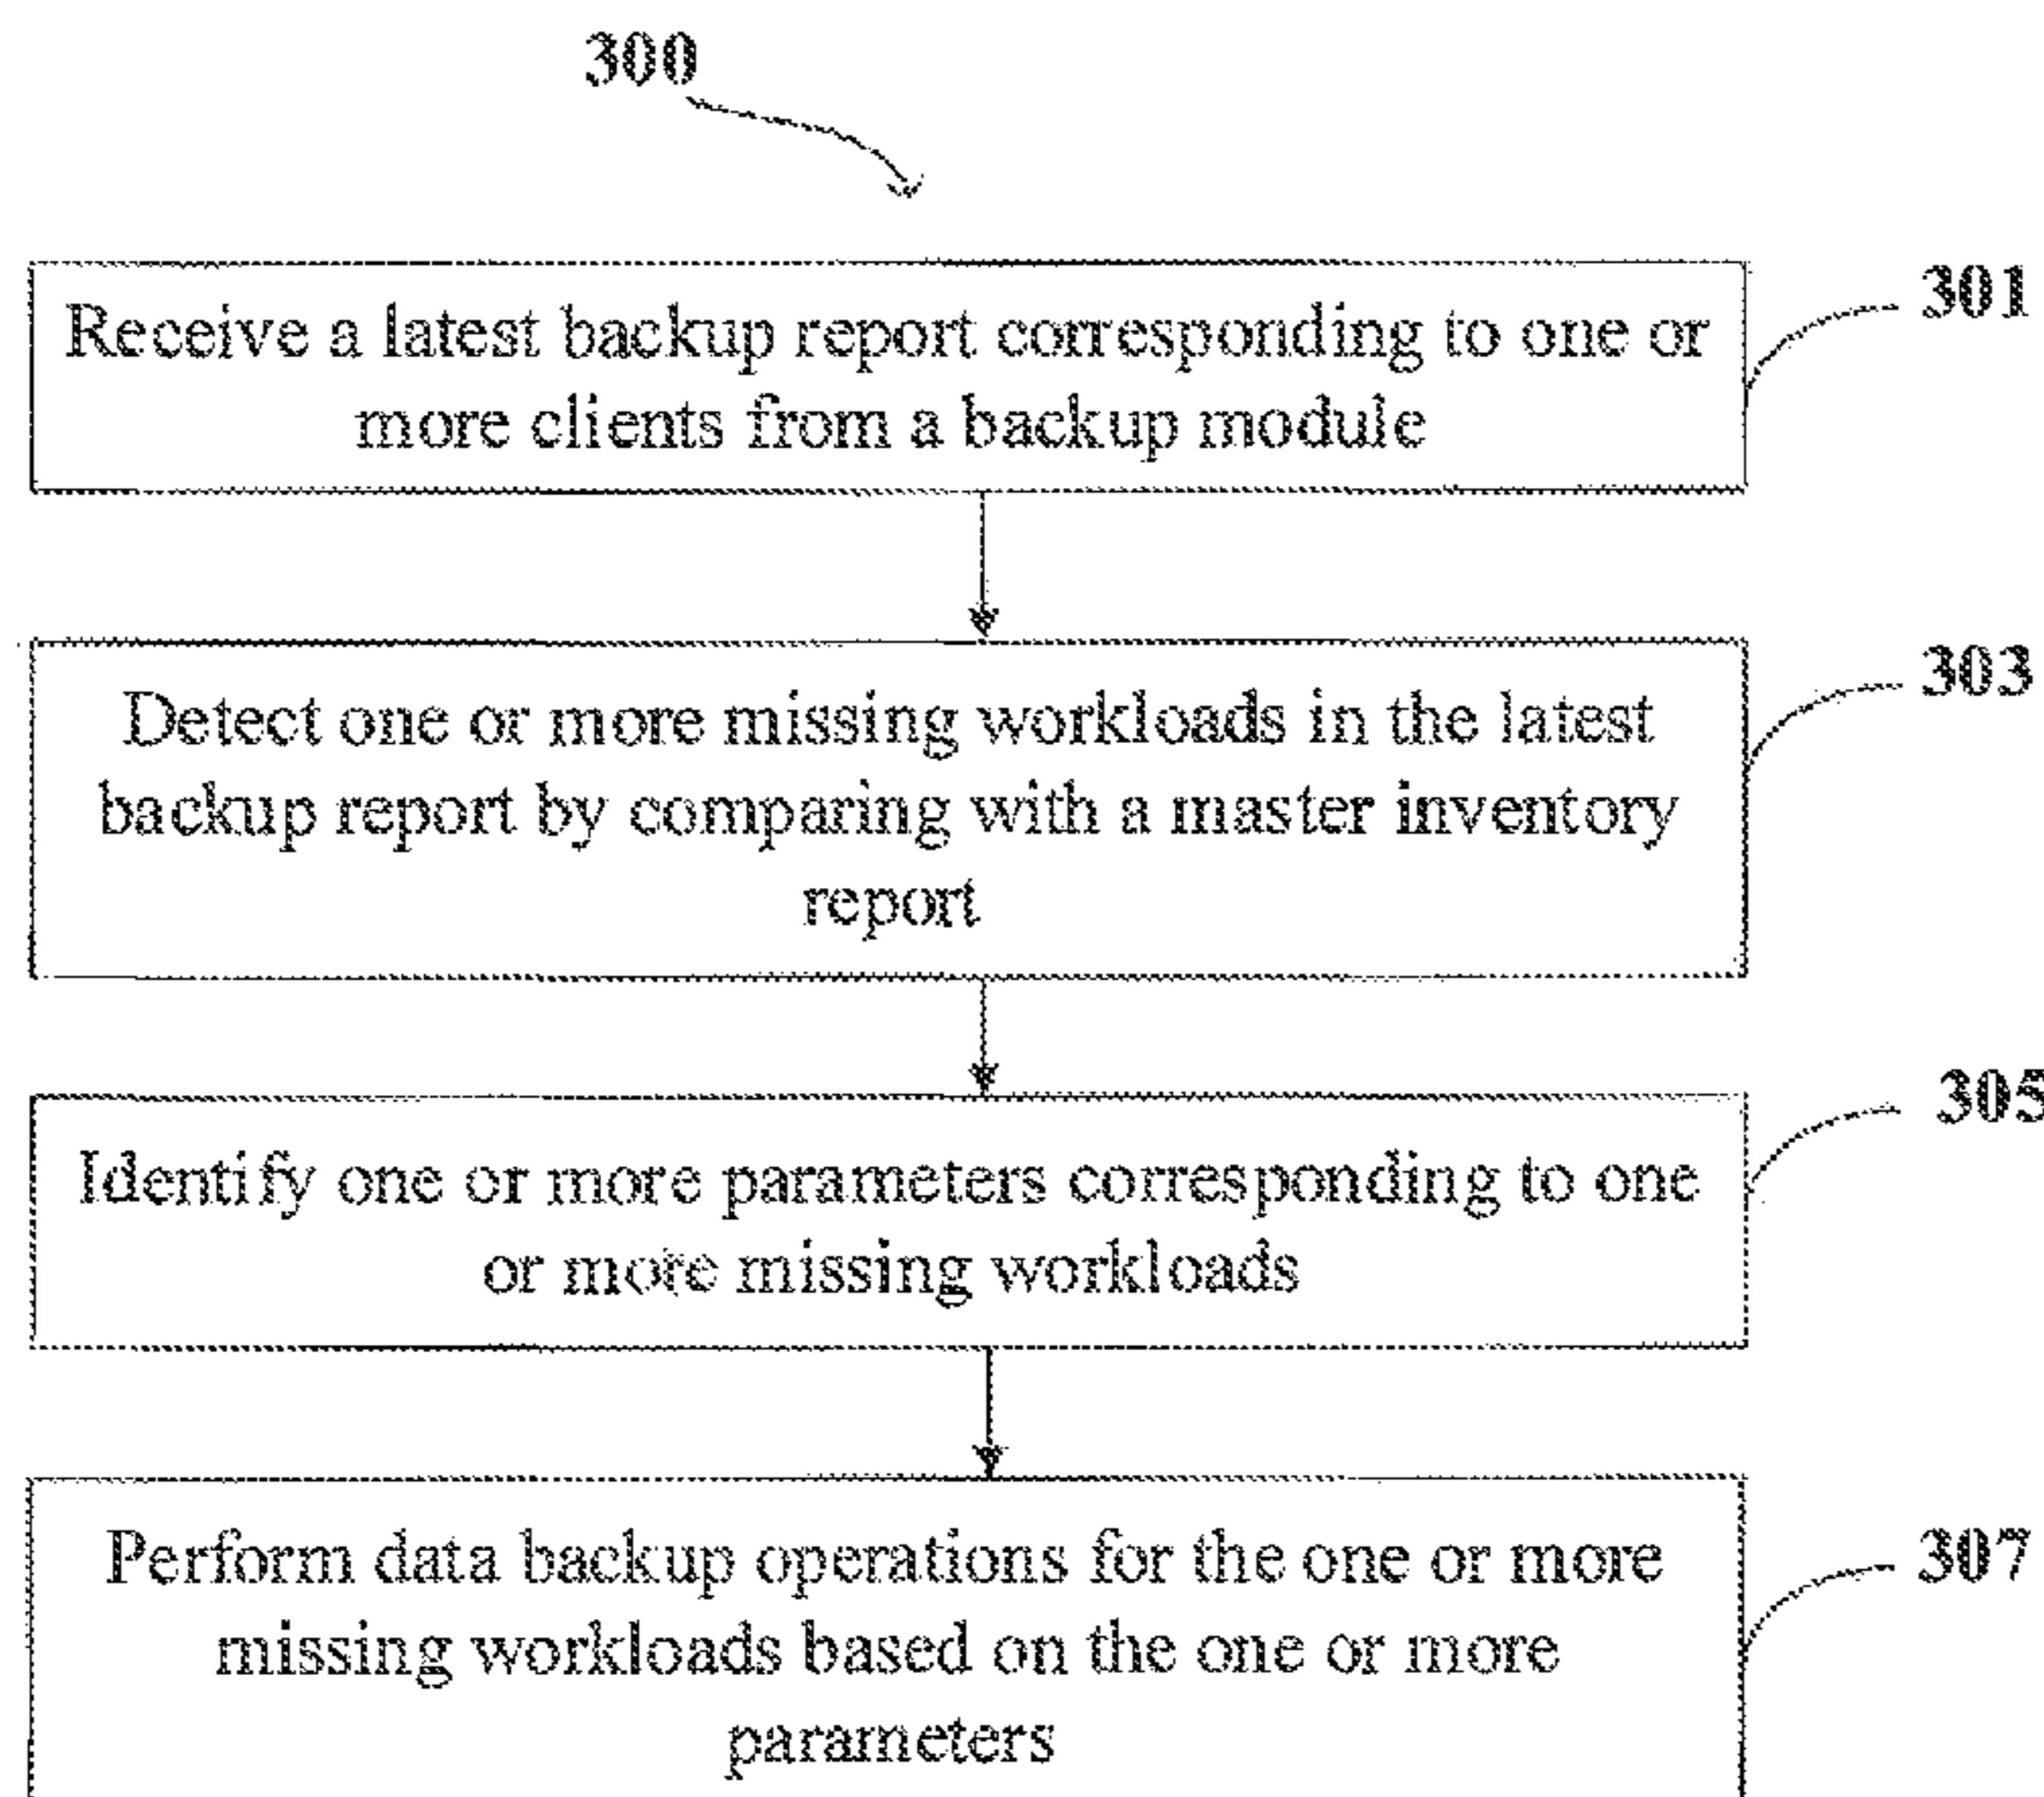 300
301
Receive a latest backup report corresponding to one or
more clients from a backup module
303
Detect one or more missing workloads in the latest
backup report by comparing with a master inventory
report
305
Identify one or more parameters corresponding to one
or more missing workloads
307
Perform data backup operations for the one or more
missing workloads based on the one or more
parameters